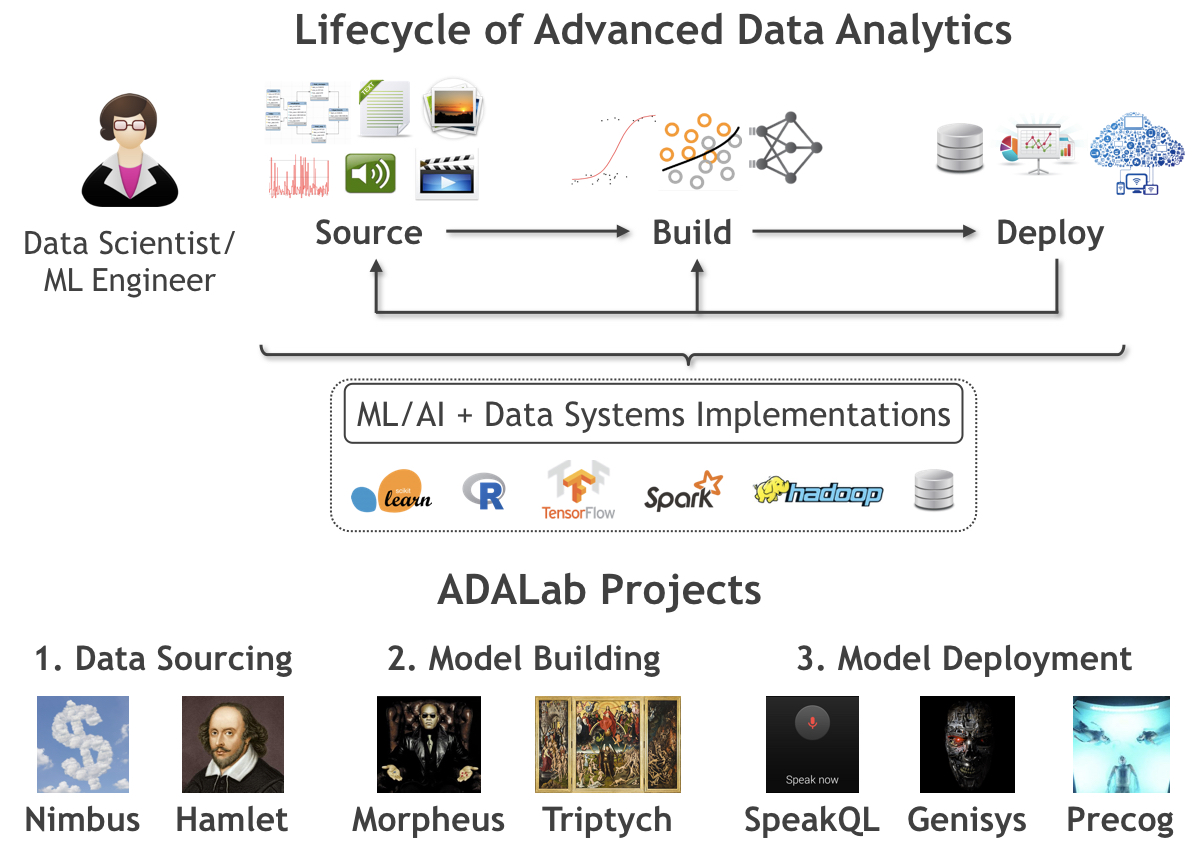 Lifecycle of Advanced Data Analytics
TEXT
Data Scientist/
ML Engineer
Source
Build
Deploy
ML/AI + Data Systems Implementations
scikit
learn
R
TensorFlow
Spark
hadoop
ADALab Projects
1. Data Sourcing
2. Model Building
3. Model Deployment
Speak now
Nimbus
Hamlet
Morpheus
Triptych
SpeakQL
Genisys
Precog